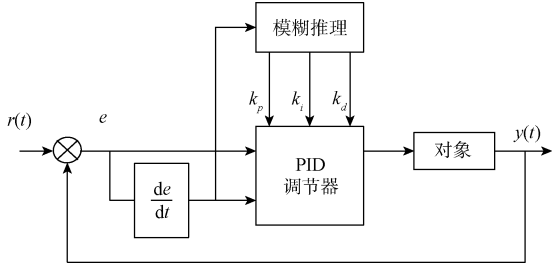 模糊推理
k_p k_i k_d
r(t) e
PID
调节器
对象
y(t)
de
dt